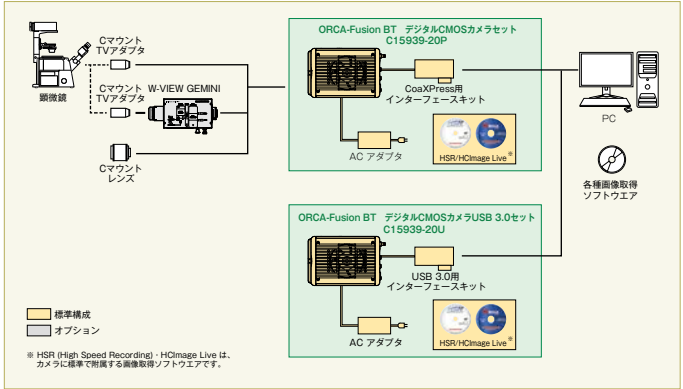 ORCA-Fusion BT デジタルCMOSカメラセット
C15939-20P
Cマウント
TVアダプタ
顕微鏡
Cマウント
TVアダプタ
W-VIEW GEMINI
Cマウント
レンズ
CoaXPress用
インターフェースキット
AC アダプタ
HSR/HCImage Live ※
PC
各種画像取得
ソフトウエア
ORCA-Fusion BT デジタルCMOSカメラUSB 3.0セット
C15939-20U
USB 3.0用
インターフェースキット
AC アダプタ
HSR/HCImage Live ※
標準構成
オプション
※ HSR (High Speed Recording)・HCImage Live は、
カメラに標準で附属する画像取得ソフトウエアです。